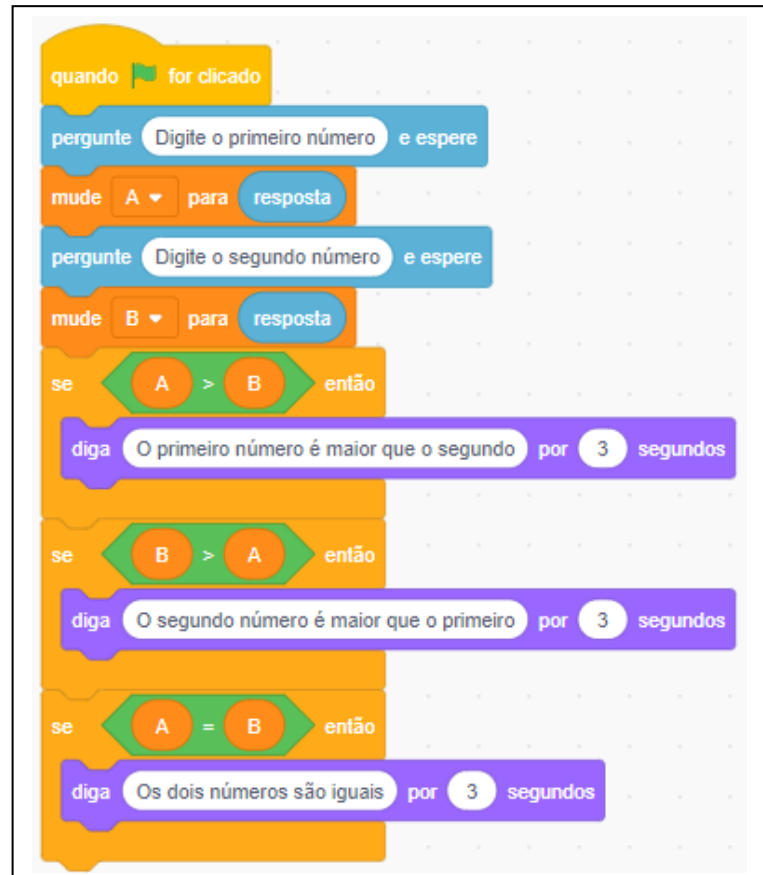 quando for clicado
pergunte Digite o primeiro número e espere
mude A para resposta
pergunte Digite o segundo número e espere
mude B para resposta
se A > B então
diga O primeiro número é maior que o segundo por 3 segundos
se B > A então
diga O segundo número é maior que o primeiro por 3 segundos
se A = B então
diga Os dois números são iguais por 3 segundos